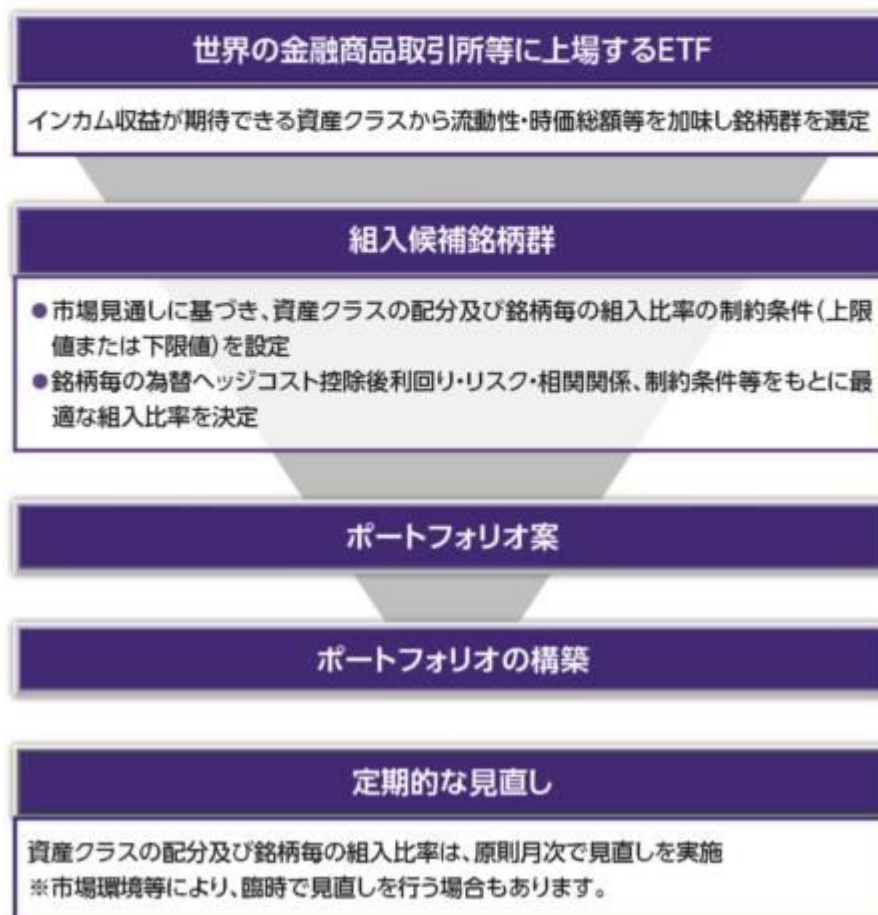 世界の金融商品取引所等に上場するETF
インカム収益が期待できる資産クラスから流動性・時価総額等を加味し銘柄群を選定
組入候補銘柄群
●市場見通しに基づき、資産クラスの配分及び銘柄毎の組入比率の制約条件(上限
値または下限値)を設定
●銘柄毎の為替ヘッジコスト控除後利回り・リスク・相関関係、制約条件等をもとに最
適な組入比率を決定
ポートフォリオ案
ポートフォリオの構築
定期的な見直し
資産クラスの配分及び銘柄毎の組入比率は、原則月次で見直しを実施
※市場環境等により、臨時で見直しを行う場合もあります。